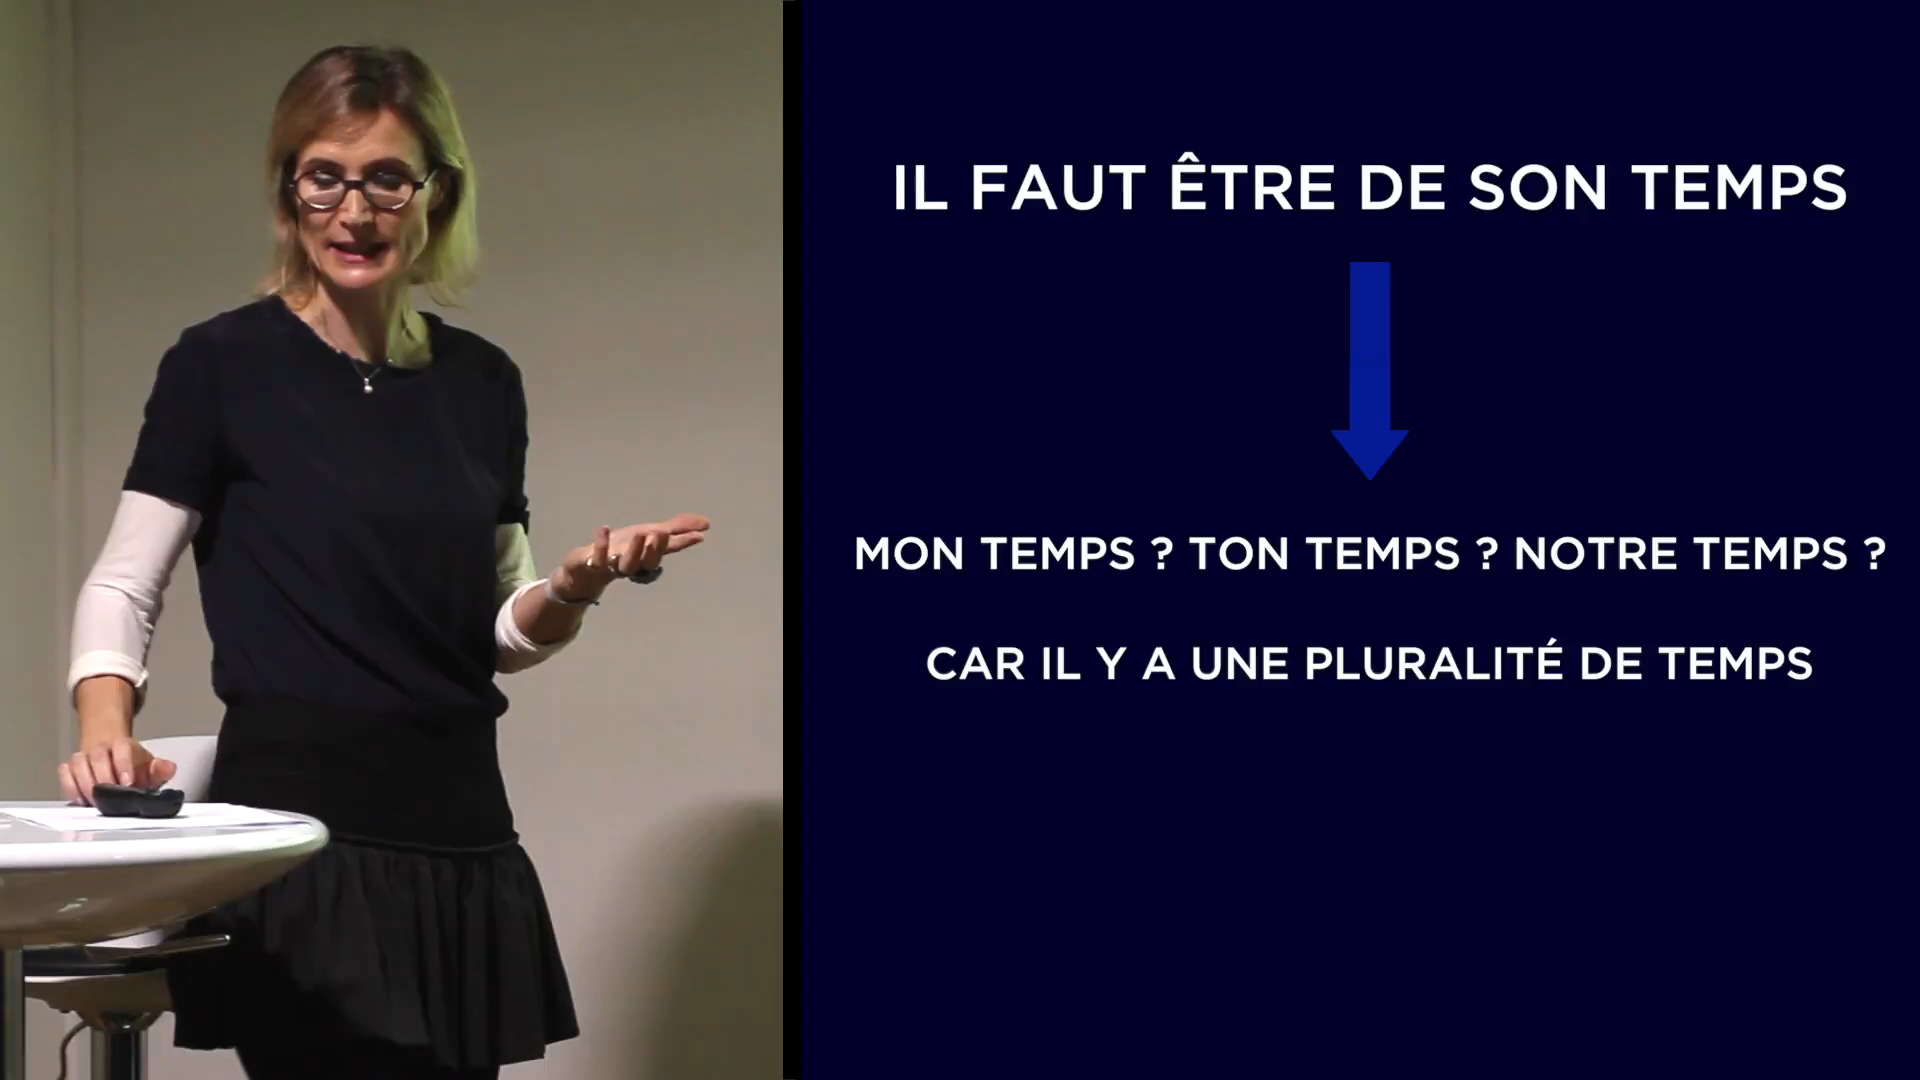 IL FAUT ÊTRE DE SON TEMPS
MON TEMPS ? TON TEMPS ? NOTRE TEMPS ?
CAR IL Y A UNE PLURALITÉ DE TEMPS